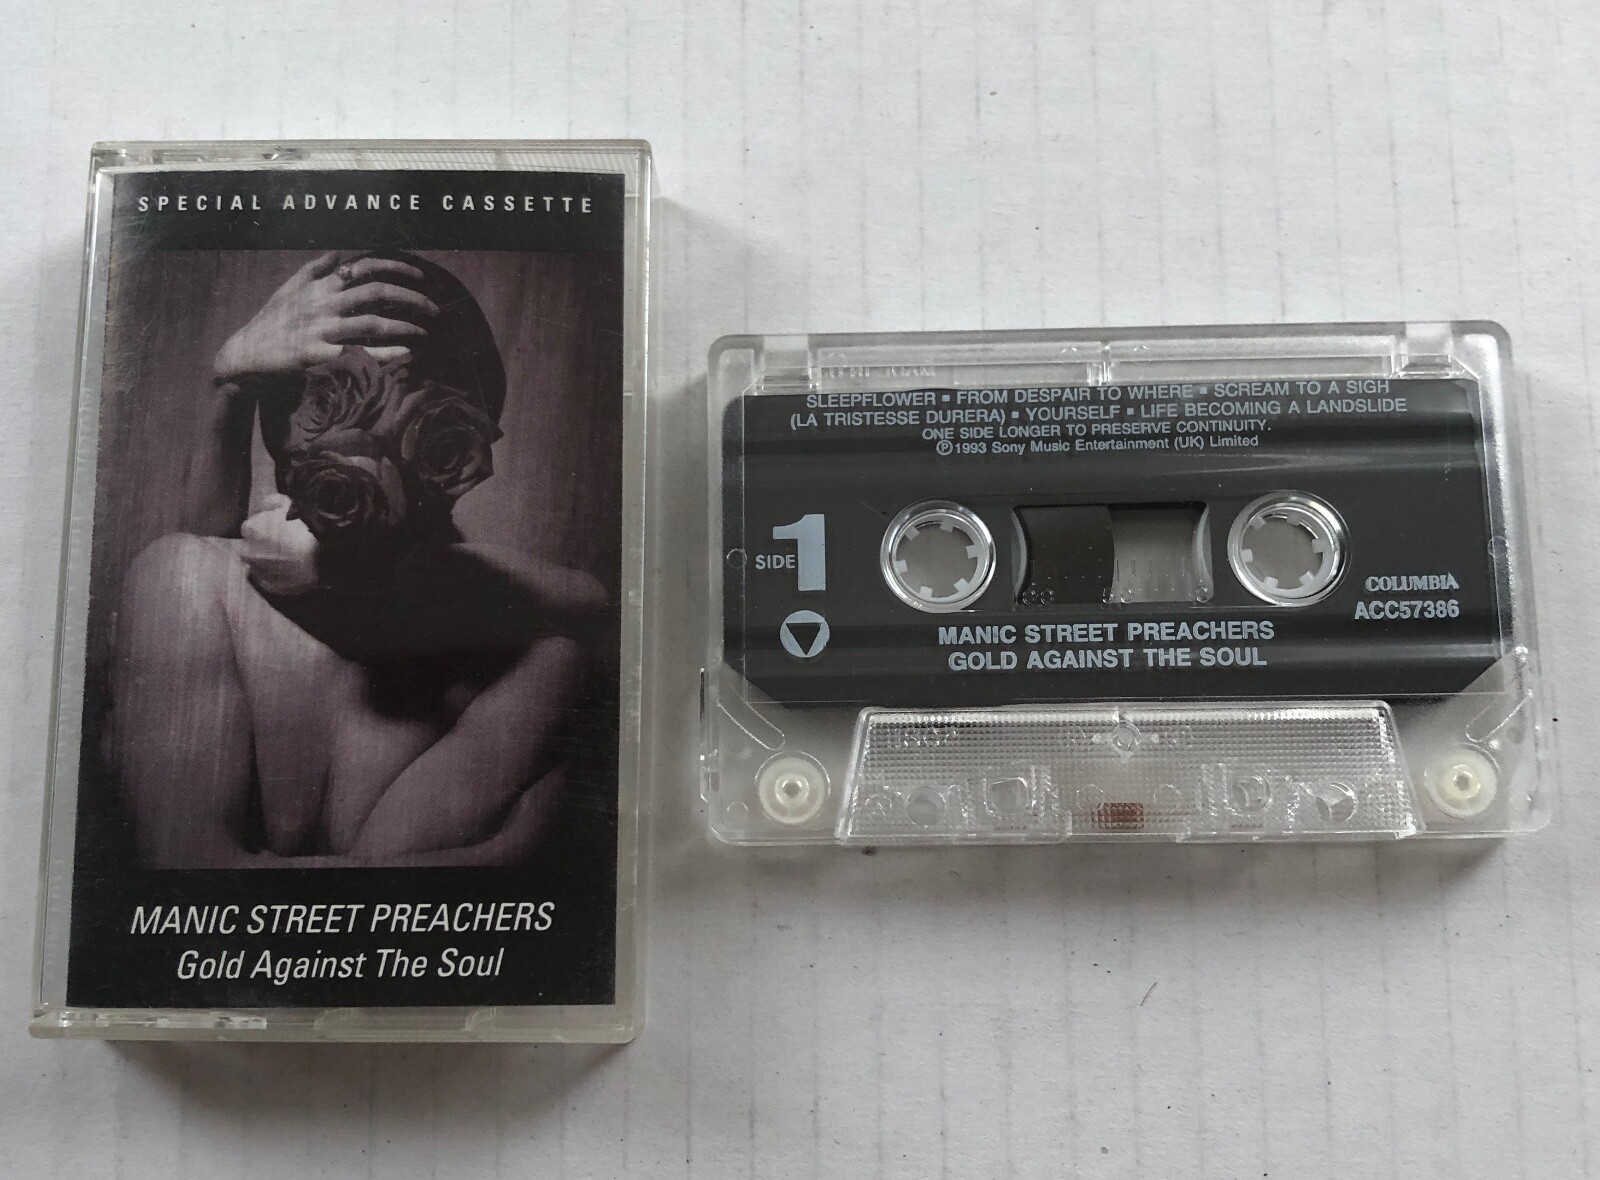 SPECIAL ADVANCE CASSETTE
MANIC STREET PREACHERS
Gold Against The Soul
SLEEPFLOWER ▪ FROM DESPAIR TO WHERE ▪ SCREAM TO A SIGH
(LA TRISTESSE DURERA) ▪ YOURSELF ▪ LIFE BECOMING A LANDSLIDE
ONE SIDE LONGER TO PRESERVE CONTINUITY.
℗ 1993 Sony Music Entertainment (UK) Limited
SIDE 1
COLUMBIA
ACC57386
MANIC STREET PREACHERS
GOLD AGAINST THE SOUL